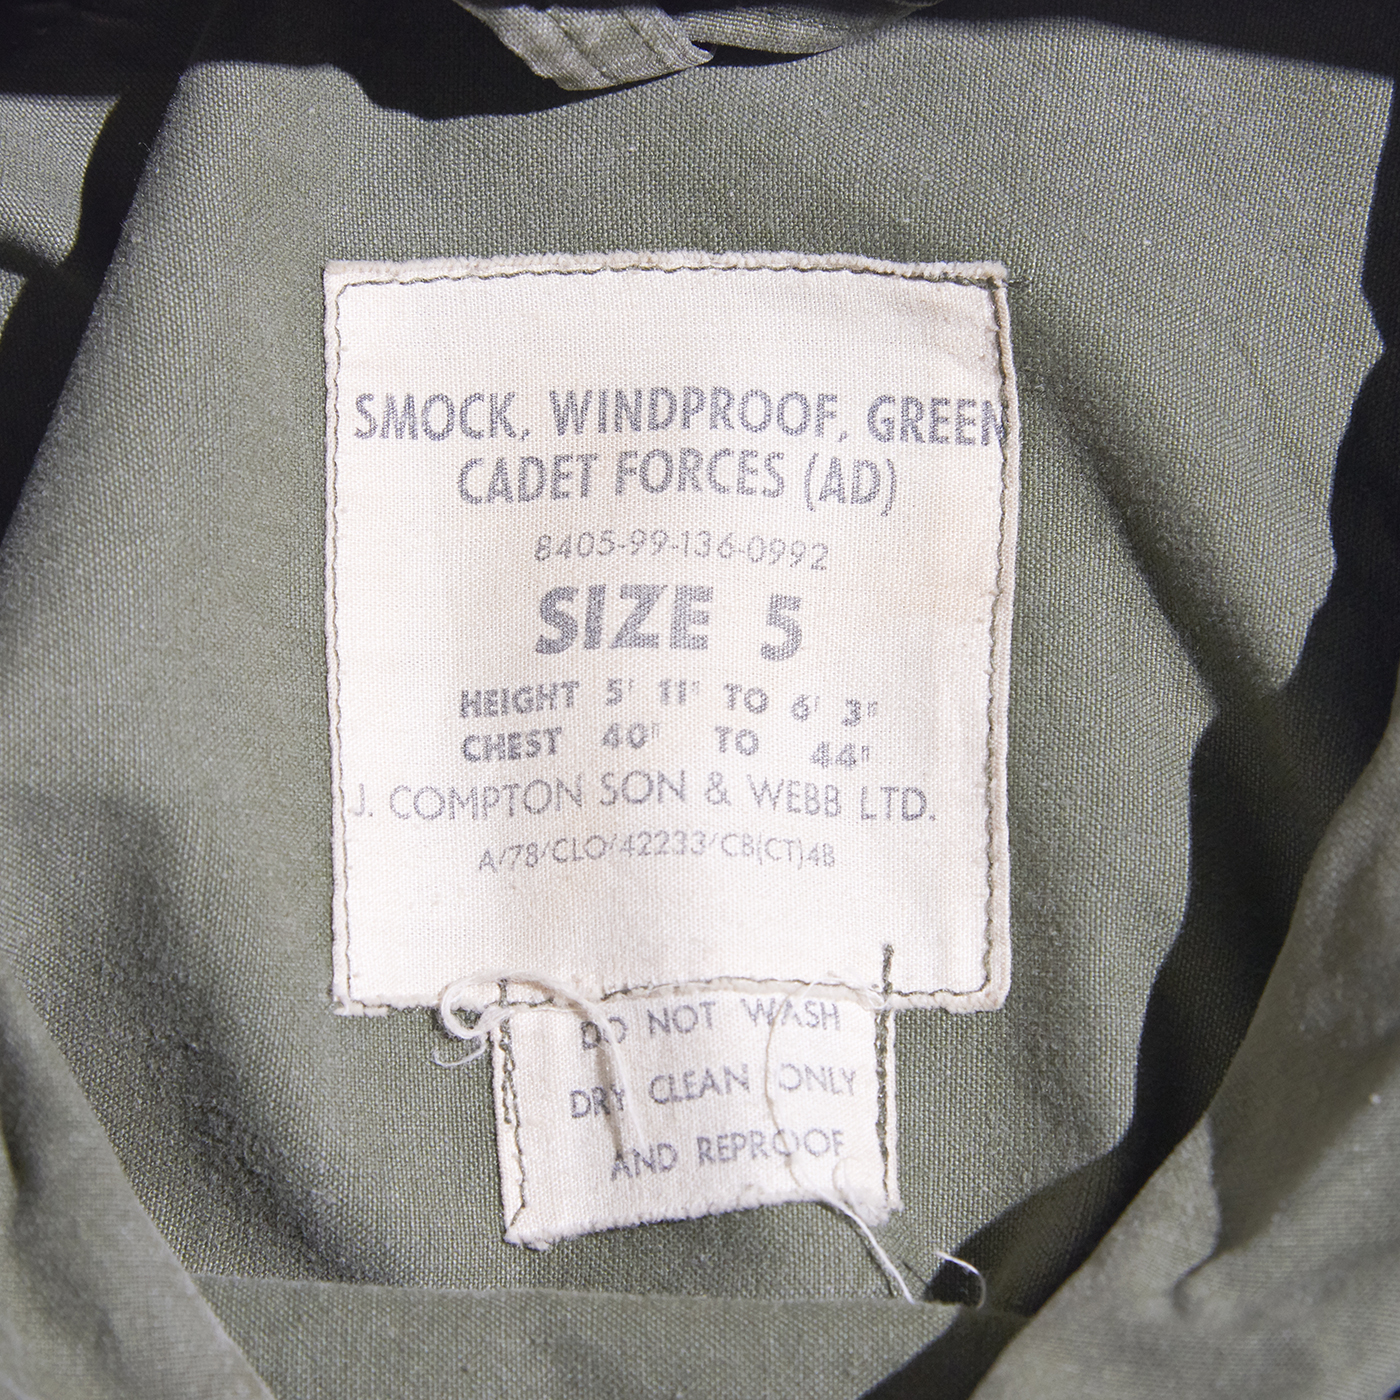 SMOCK, WINDPROOF, GREEN
CADET FORCES (AD)
8405-99-136-0992
SIZE 5
HEIGHT 5' 11" TO 6' 3"
CHEST 40" TO 44"
J. COMPTON SON & WEBB LTD.
A/78/CLO/42233/CB(CT)4B
DO NOT WASH
DRY CLEAN ONLY
AND REPROOF